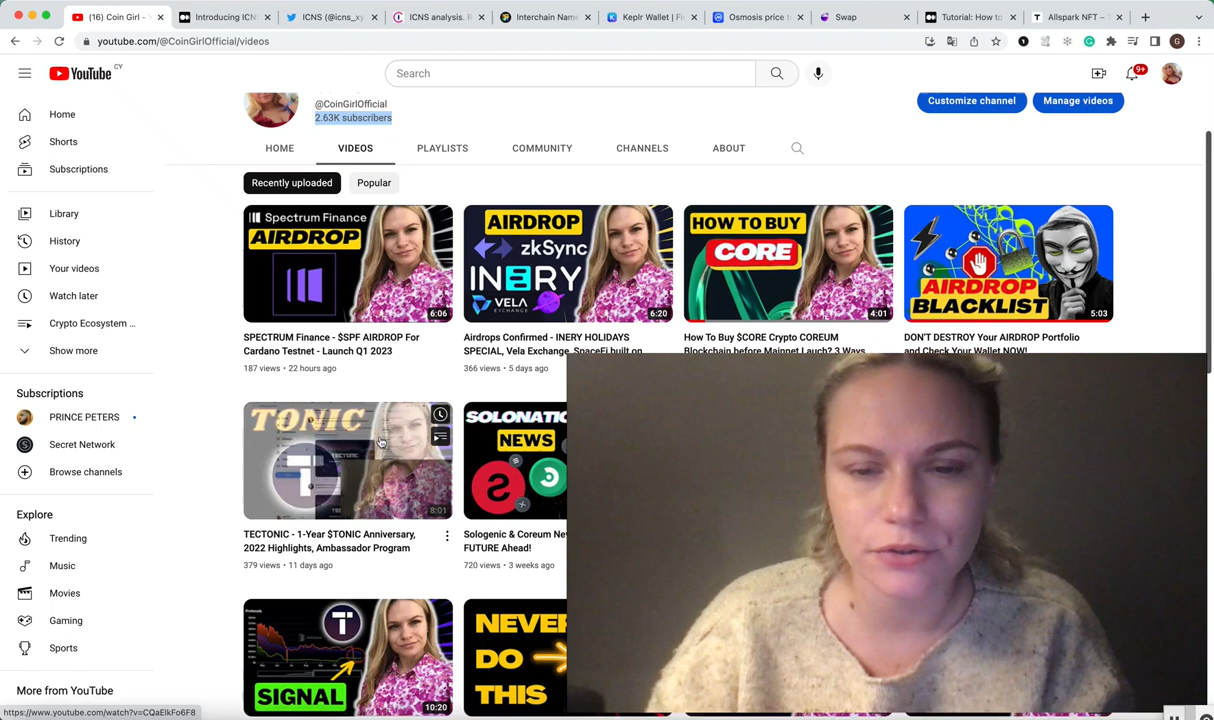 (16) Coin Girl - Y
Introducing ICNS
ICNS (@icns_xy
ICNS analysis. R
Interchain Name
Keplr Wallet | Fi
Osmosis price t
Swap
Tutorial: How to
Allspark NFT – T
youtube.com/@CoinGirlOfficial/videos
G
YouTube CY
Search
9+
@CoinGirlOfficial
2.63K subscribers
Customize channel
Manage videos
HOME
VIDEOS
PLAYLISTS
COMMUNITY
CHANNELS
ABOUT
Recently uploaded
Popular
Home
Shorts
Subscriptions
Library
History
Your videos
Watch later
Crypto Ecosystem ...
Show more
Subscriptions
PRINCE PETERS
Secret Network
Browse channels
Explore
Trending
Music
Movies
Gaming
Sports
More from YouTube
Spectrum Finance
AIRDROP
6:06
SPECTRUM Finance - $SPF AIRDROP For
Cardano Testnet - Launch Q1 2023
187 views • 22 hours ago
AIRDROP
zkSync
INERY
VELA
EXCHANGE
6:20
Airdrops Confirmed - INERY HOLIDAYS
SPECIAL, Vela Exchange, SpaceFi built on
366 views • 5 days ago
HOW TO BUY
CORE
4:01
How To Buy $CORE Crypto COREUM
Blockchain before Mainnet Lauch? 3 Ways
AIRDROP
BLACKLIST
5:03
DON'T DESTROY Your AIRDROP Portfolio
and Check Your WALLET NOW!
TONIC
8:01
TECTONIC - 1-Year $TONIC Anniversary,
2022 Highlights, Ambassador Program
379 views • 11 days ago
SOLONATIO
NEWS
Sologenic & Coreum Ne
FUTURE Ahead!
720 views • 3 weeks ago
Protocols
SIGNAL
10:20
NEVER
DO
THIS
https://www.youtube.com/watch?v=CQaElkFo6F8